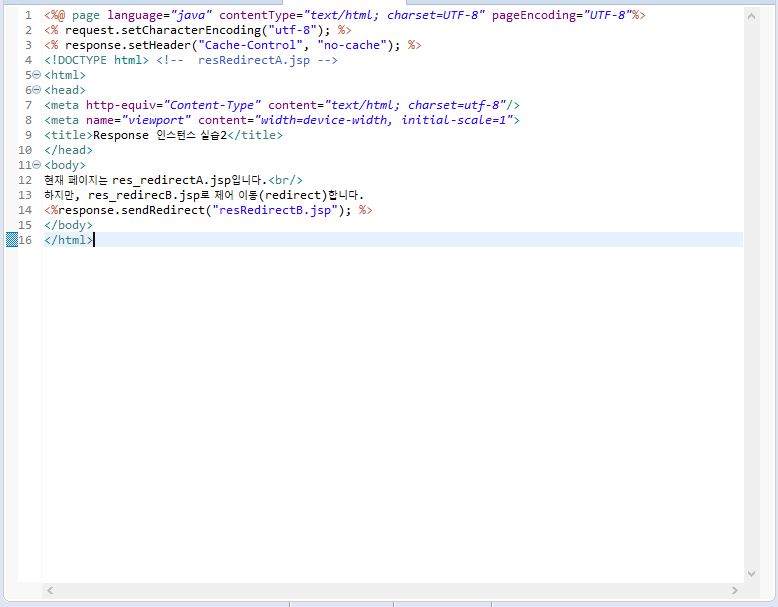 1 <%@ page language="java" contentType="text/html; charset=UTF-8" pageEncoding="UTF-8"%>
2 <% request.setCharacterEncoding("utf-8"); %>
3 <% response.setHeader("Cache-Control", "no-cache"); %>
4 <!DOCTYPE html> <!--  resRedirectA.jsp -->
5 <html>
6 <head>
7 <meta http-equiv="Content-Type" content="text/html; charset=utf-8"/>
8 <meta name="viewport" content="width=device-width, initial-scale=1">
9 <title>Response 인스턴스 실습2</title>
10 </head>
11 <body>
12 현재 페이지는 res_redirectA.jsp입니다.<br/>
13 하지만, res_redirecB.jsp로 제어 이동(redirect)합니다.
14 <%response.sendRedirect("resRedirectB.jsp"); %>
15 </body>
16 </html>